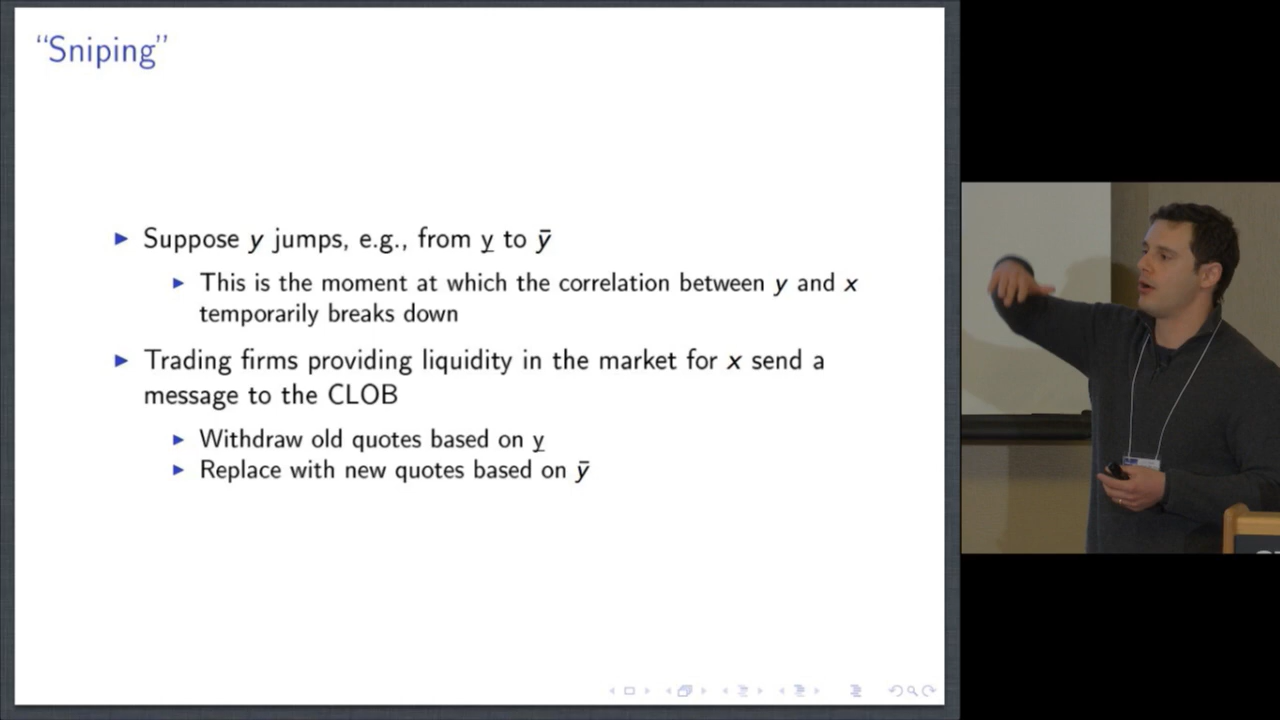 “Sniping”
▶ Suppose y jumps, e.g., from y̲ to ȳ
▶ This is the moment at which the correlation between y and x
temporarily breaks down
▶ Trading firms providing liquidity in the market for x send a
message to the CLOB
▶ Withdraw old quotes based on y̲
▶ Replace with new quotes based on ȳ